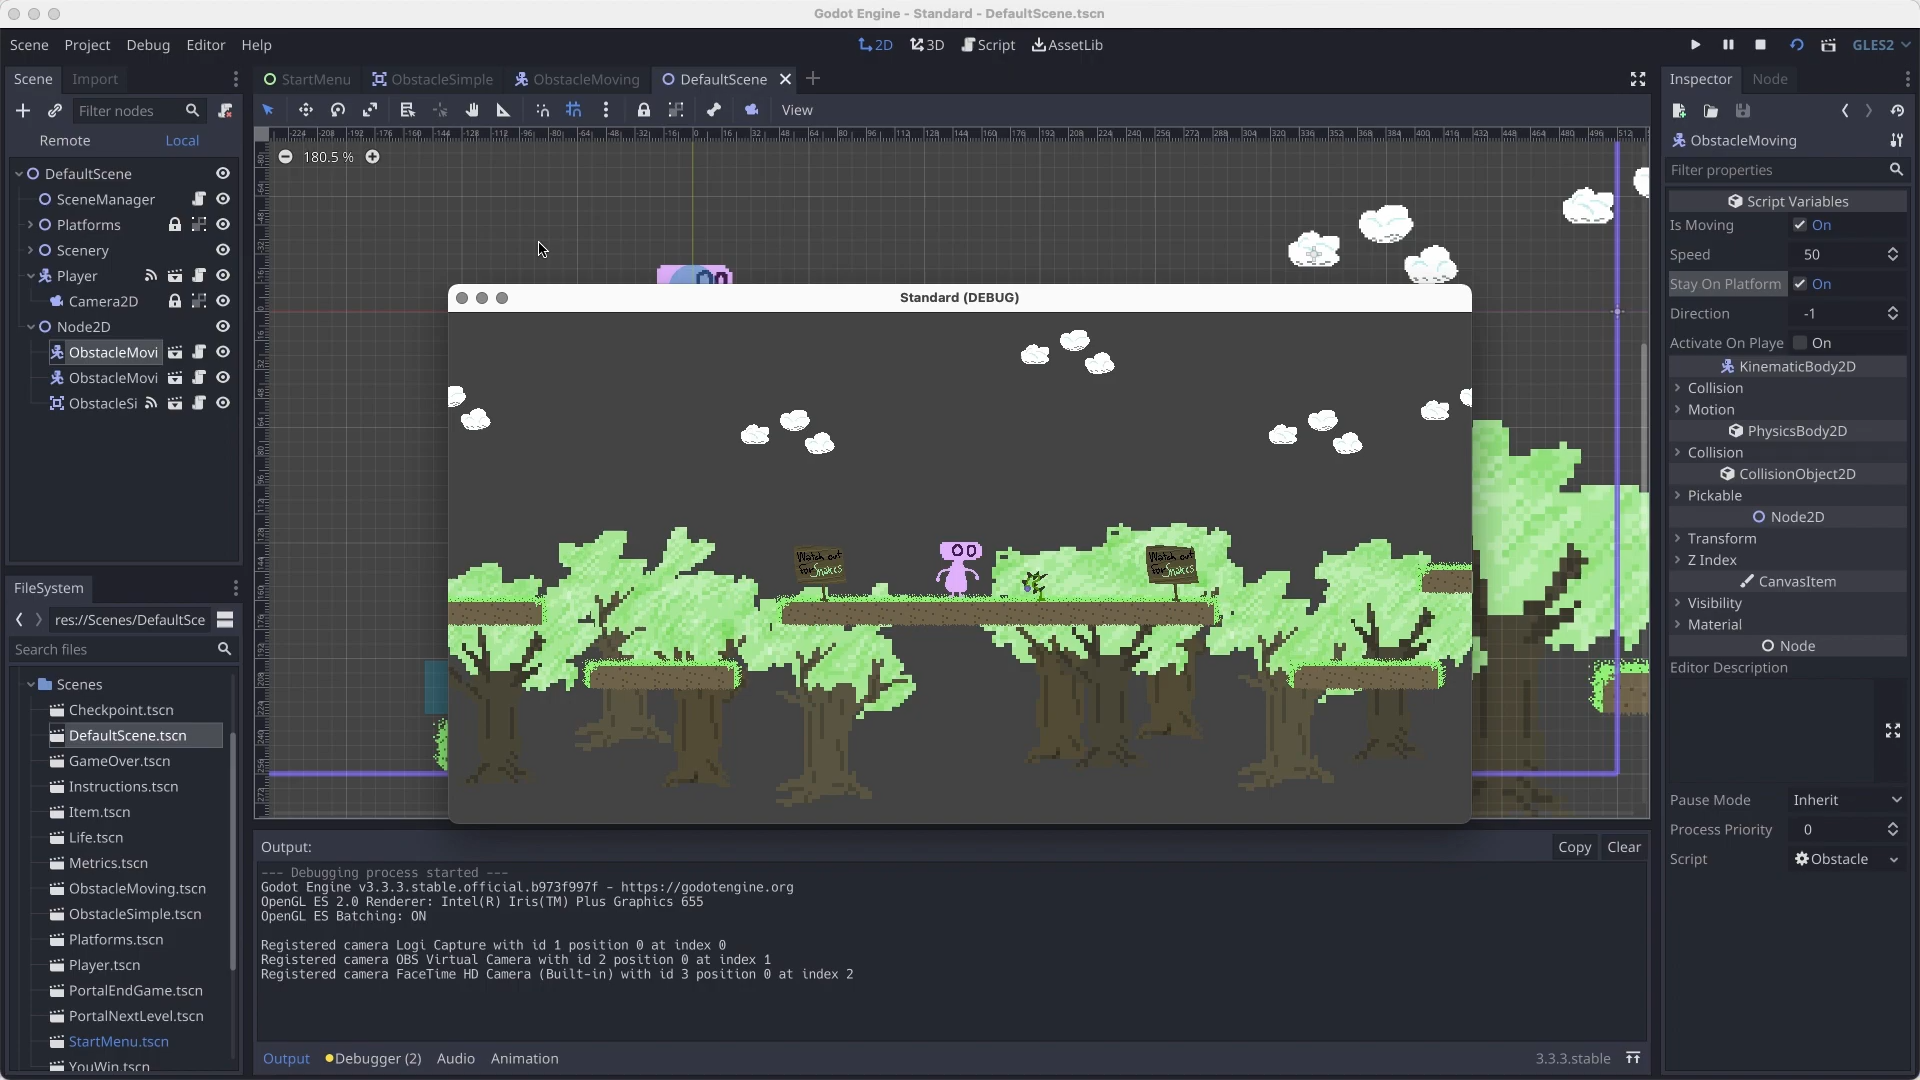 Godot Engine - Standard - DefaultScene.tscn
Scene Project Debug Editor Help
2D 3D Script AssetLib
GLES2
Scene Import
StartMenu ObstacleSimple ObstacleMoving DefaultScene
Inspector Node
Filter nodes
View
Remote Local
180.5 %
ObstacleMoving
Filter properties
DefaultScene
SceneManager
Platforms
Scenery
Player
Camera2D
Node2D
ObstacleMovi
ObstacleMovi
ObstacleSi
Standard (DEBUG)
Watch out
for Snakes
Watch out
for Snakes
Script Variables
Is Moving On
Speed 50
Stay On Platform On
Direction -1
Activate On Playe On
KinematicBody2D
Collision
Motion
PhysicsBody2D
Collision
CollisionObject2D
Pickable
Node2D
Transform
Z Index
CanvasItem
Visibility
Material
Node
Editor Description
Pause Mode Inherit
Process Priority 0
Script Obstacle
FileSystem
res://Scenes/DefaultSce
Search files
Scenes
Checkpoint.tscn
DefaultScene.tscn
GameOver.tscn
Instructions.tscn
Item.tscn
Life.tscn
Metrics.tscn
ObstacleMoving.tscn
ObstacleSimple.tscn
Platforms.tscn
Player.tscn
PortalEndGame.tscn
PortalNextLevel.tscn
StartMenu.tscn
YouWin.tscn
Output: Copy Clear
--- Debugging process started ---
Godot Engine v3.3.3.stable.official.b973f997f - https://godotengine.org
OpenGL ES 2.0 Renderer: Intel(R) Iris(TM) Plus Graphics 655
OpenGL ES Batching: ON
Registered camera Logi Capture with id 1 position 0 at index 0
Registered camera OBS Virtual Camera with id 2 position 0 at index 1
Registered camera FaceTime HD Camera (Built-in) with id 3 position 0 at index 2
Output Debugger (2) Audio Animation
3.3.3.stable